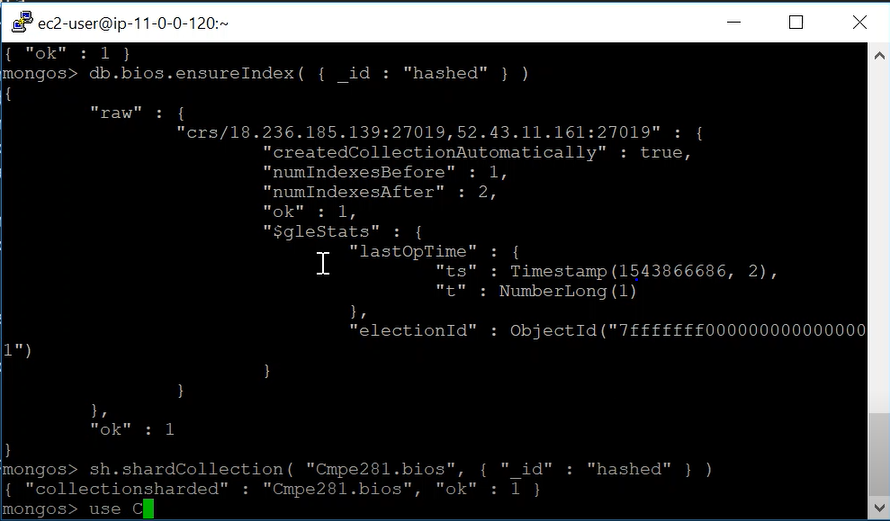 ec2-user@ip-11-0-0-120:~
{ "ok" : 1 }
mongos> db.bios.ensureIndex( { _id : "hashed" } )
{
"raw" : {
"crs/18.236.185.139:27019,52.43.11.161:27019" : {
"createdCollectionAutomatically" : true,
"numIndexesBefore" : 1,
"numIndexesAfter" : 2,
"ok" : 1,
"$gleStats" : {
"lastOpTime" : {
"ts" : Timestamp(1543866686, 2),
"t" : NumberLong(1)
},
"electionId" : ObjectId("7fffffff000000000000000
1")
}
}
},
"ok" : 1
}
mongos> sh.shardCollection( "Cmpe281.bios", { "_id" : "hashed" } )
{ "collectionsharded" : "Cmpe281.bios", "ok" : 1 }
mongos> use C